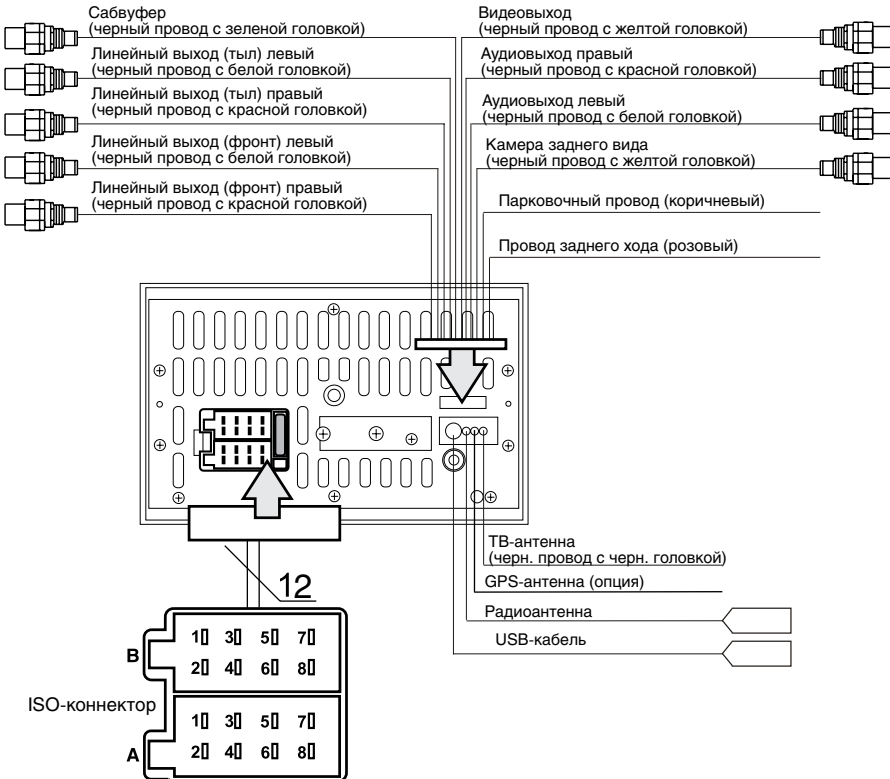 Сабвуфер
(черный провод с зеленой головкой)
Линейный выход (тыл) левый
(черный провод с белой головкой)
Линейный выход (тыл) правый
(черный провод с красной головкой)
Линейный выход (фронт) левый
(черный провод с белой головкой)
Линейный выход (фронт) правый
(черный провод с красной головкой)
Видеовыход
(черный провод с желтой головкой)
Аудиовыход правый
(черный провод с красной головкой)
Аудиовыход левый
(черный провод с белой головкой)
Камера заднего вида
(черный провод с желтой головкой)
Парковочный провод (коричневый)
Провод заднего хода (розовый)
ТВ-антенна
(черн. провод с черн. головкой)
GPS-антенна (опция)
Радиоантенна
USB-кабель
12
B
1 3 5 7
2 4 6 8
ISO-коннектор
A
1 3 5 7
2 4 6 8